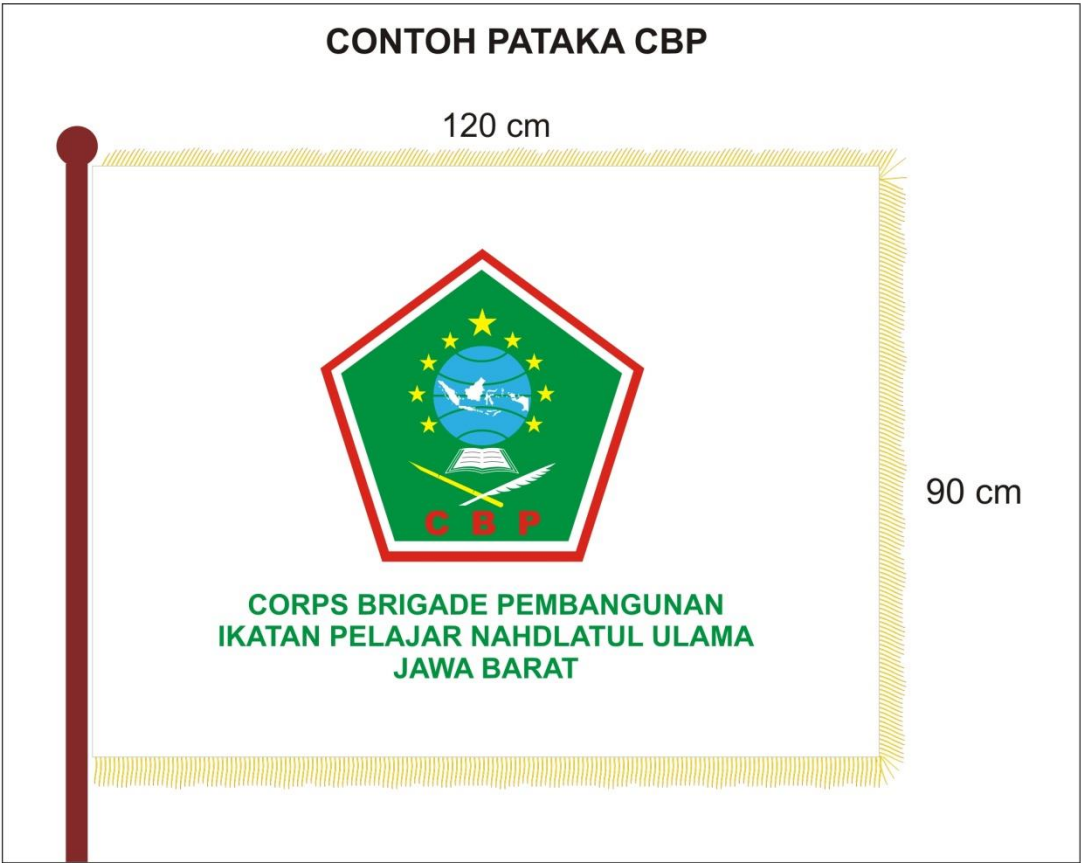 CONTOH PATAKA CBP
120 cm
90 cm
C B P
CORPS BRIGADE PEMBANGUNAN
IKATAN PELAJAR NAHDLATUL ULAMA
JAWA BARAT